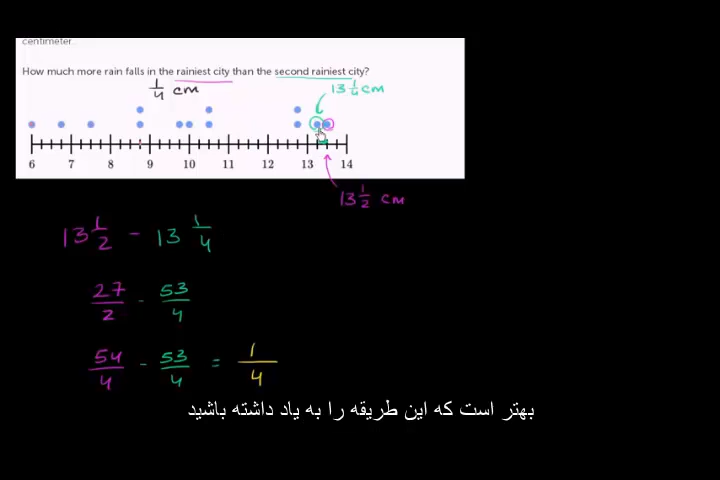 centimeter.
How much more rain falls in the rainiest city than the second rainiest city?
1/4 cm
13 1/4 cm
6 7 8 9 10 11 12 13 14
13 1/2 cm
13 1/2 - 13 1/4
27/2 - 53/4
54/4 - 53/4 = 1/4
بهتر است که این طریقه را به یاد داشته باشید